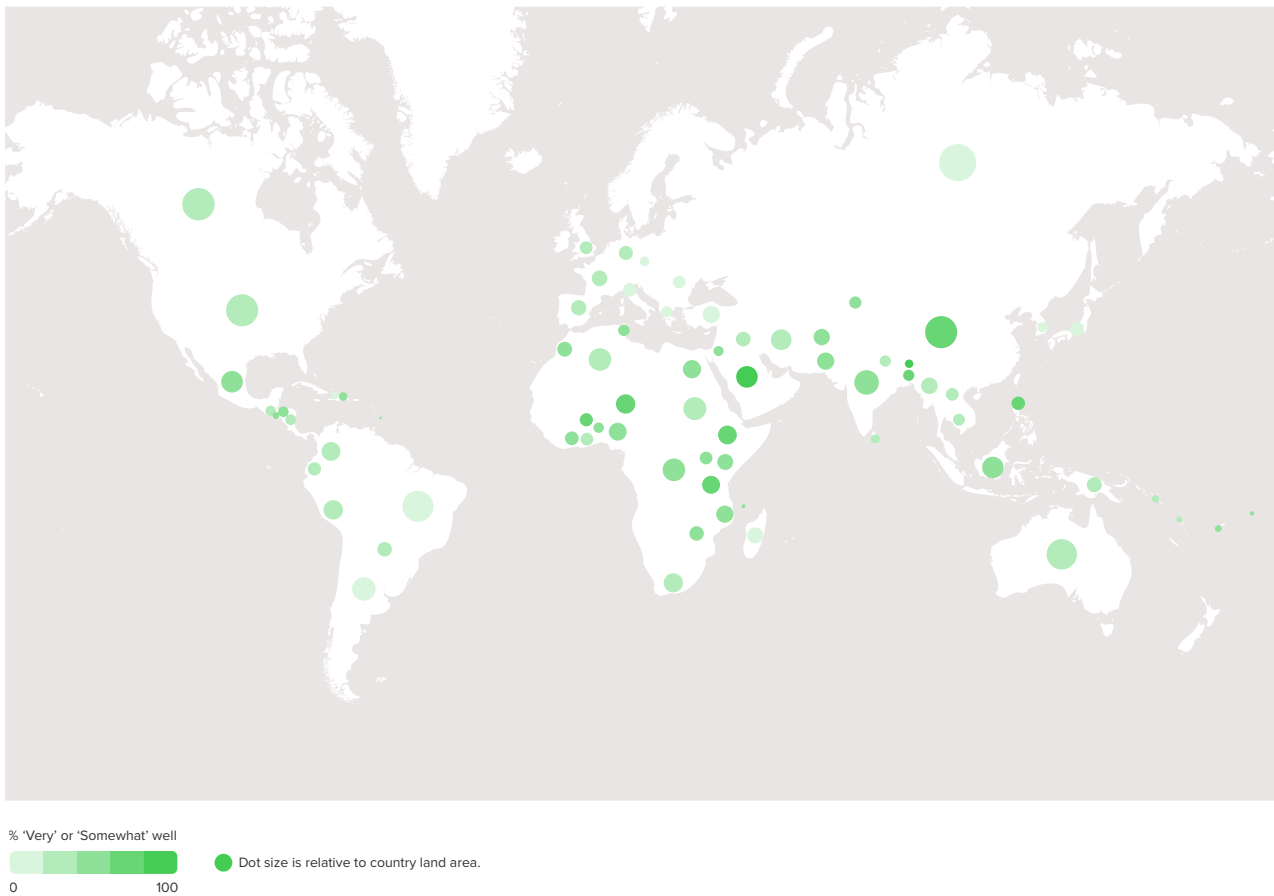 % ‘Very’ or ‘Somewhat’ well
Dot size is relative to country land area.
0 100